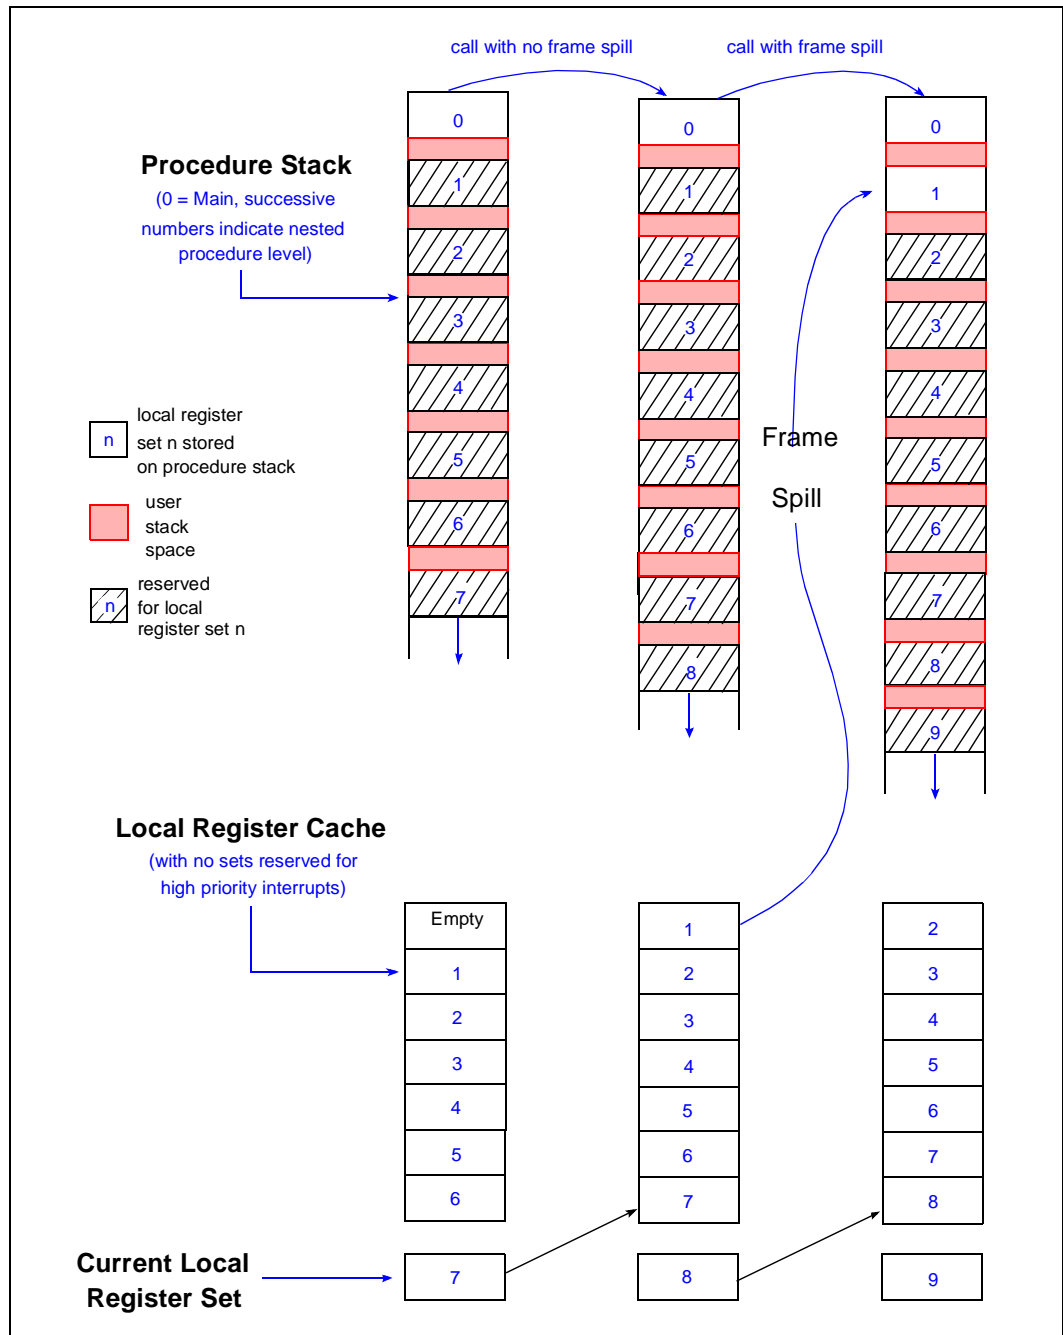 call with no frame spill
call with frame spill
0
0
0
Procedure Stack
(0 = Main, successive
numbers indicate nested
procedure level)
1
1
1
2
2
2
3
3
3
4
4
4
5
5
5
6
6
6
7
7
7
8
8
9
n
local register
set n stored
on procedure stack
user
stack
space
n
reserved
for local
register set n
Frame
Spill
Local Register Cache
(with no sets reserved for
high priority interrupts)
Empty
1
2
1
2
3
2
3
4
3
4
5
4
5
6
5
6
7
6
7
8
Current Local
Register Set
7
8
9